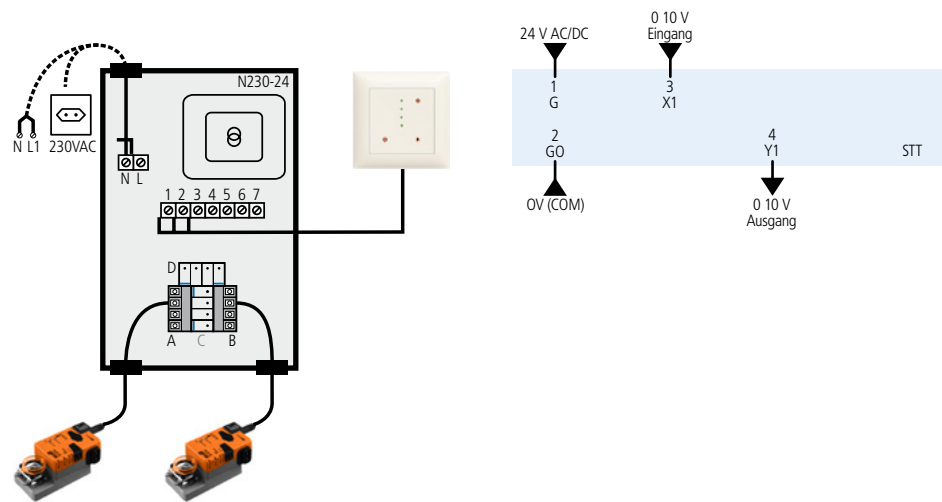 N230-24
N L1 230VAC
N L
1 2 3 4 5 6 7
D
A C B
24 V AC/DC
0 10 V
Eingang
1
G
3
X1
2
GO
4
Y1
STT
0V (COM)
0 10 V
Ausgang